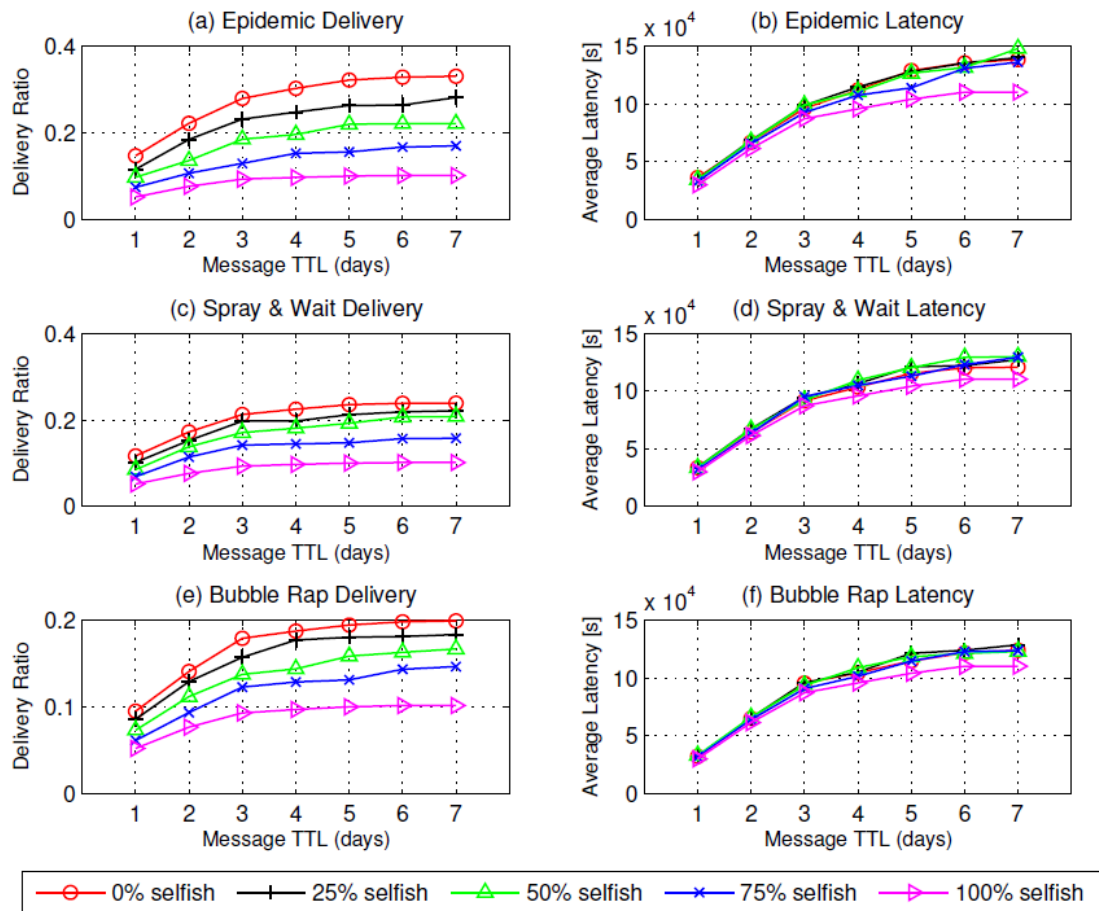 (a) Epidemic Delivery
0.4
0.2
0
Delivery Ratio
1 2 3 4 5 6 7
Message TTL (days)
(b) Epidemic Latency
x 10^4
15
10
5
0
Average Latency [s]
1 2 3 4 5 6 7
Message TTL (days)
(c) Spray & Wait Delivery
0.4
0.2
0
Delivery Ratio
1 2 3 4 5 6 7
Message TTL (days)
(d) Spray & Wait Latency
x 10^4
15
10
5
0
Average Latency [s]
1 2 3 4 5 6 7
Message TTL (days)
(e) Bubble Rap Delivery
0.2
0.1
0
Delivery Ratio
1 2 3 4 5 6 7
Message TTL (days)
(f) Bubble Rap Latency
x 10^4
15
10
5
0
Average Latency [s]
1 2 3 4 5 6 7
Message TTL (days)
0% selfish 25% selfish 50% selfish 75% selfish 100% selfish